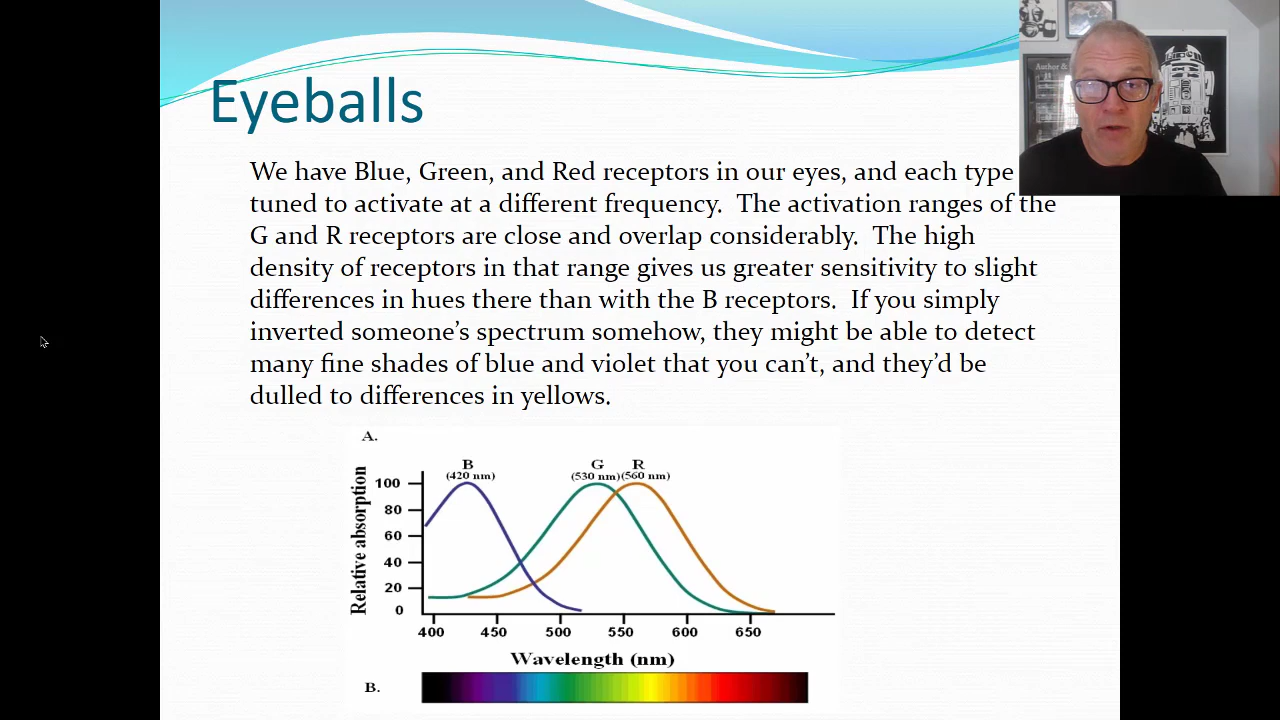 Eyeballs
Author &
We have Blue, Green, and Red receptors in our eyes, and each type
tuned to activate at a different frequency.  The activation ranges of the
G and R receptors are close and overlap considerably.  The high
density of receptors in that range gives us greater sensitivity to slight
differences in hues there than with the B receptors.  If you simply
inverted someone's spectrum somehow, they might be able to detect
many fine shades of blue and violet that you can't, and they'd be
dulled to differences in yellows.
A.
B G R
(420 nm) (530 nm) (560 nm)
Relative absorption
100
80
60
40
20
0
400 450 500 550 600 650
Wavelength (nm)
B.